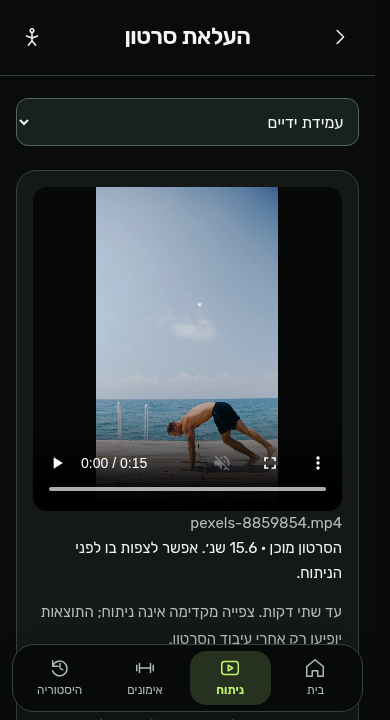 העלאת סרטון
עמידת ידיים
0:00 / 0:15
pexels-8859854.mp4
הסרטון מוכן • 15.6 שנ׳. אפשר לצפות בו לפני
הניתוח.
עד שתי דקות. צפייה מקדימה אינה ניתוח; התוצאות
יופיעו רק אחרי עיבוד הסרטון.
בית
ניתוח
אימונים
היסטוריה